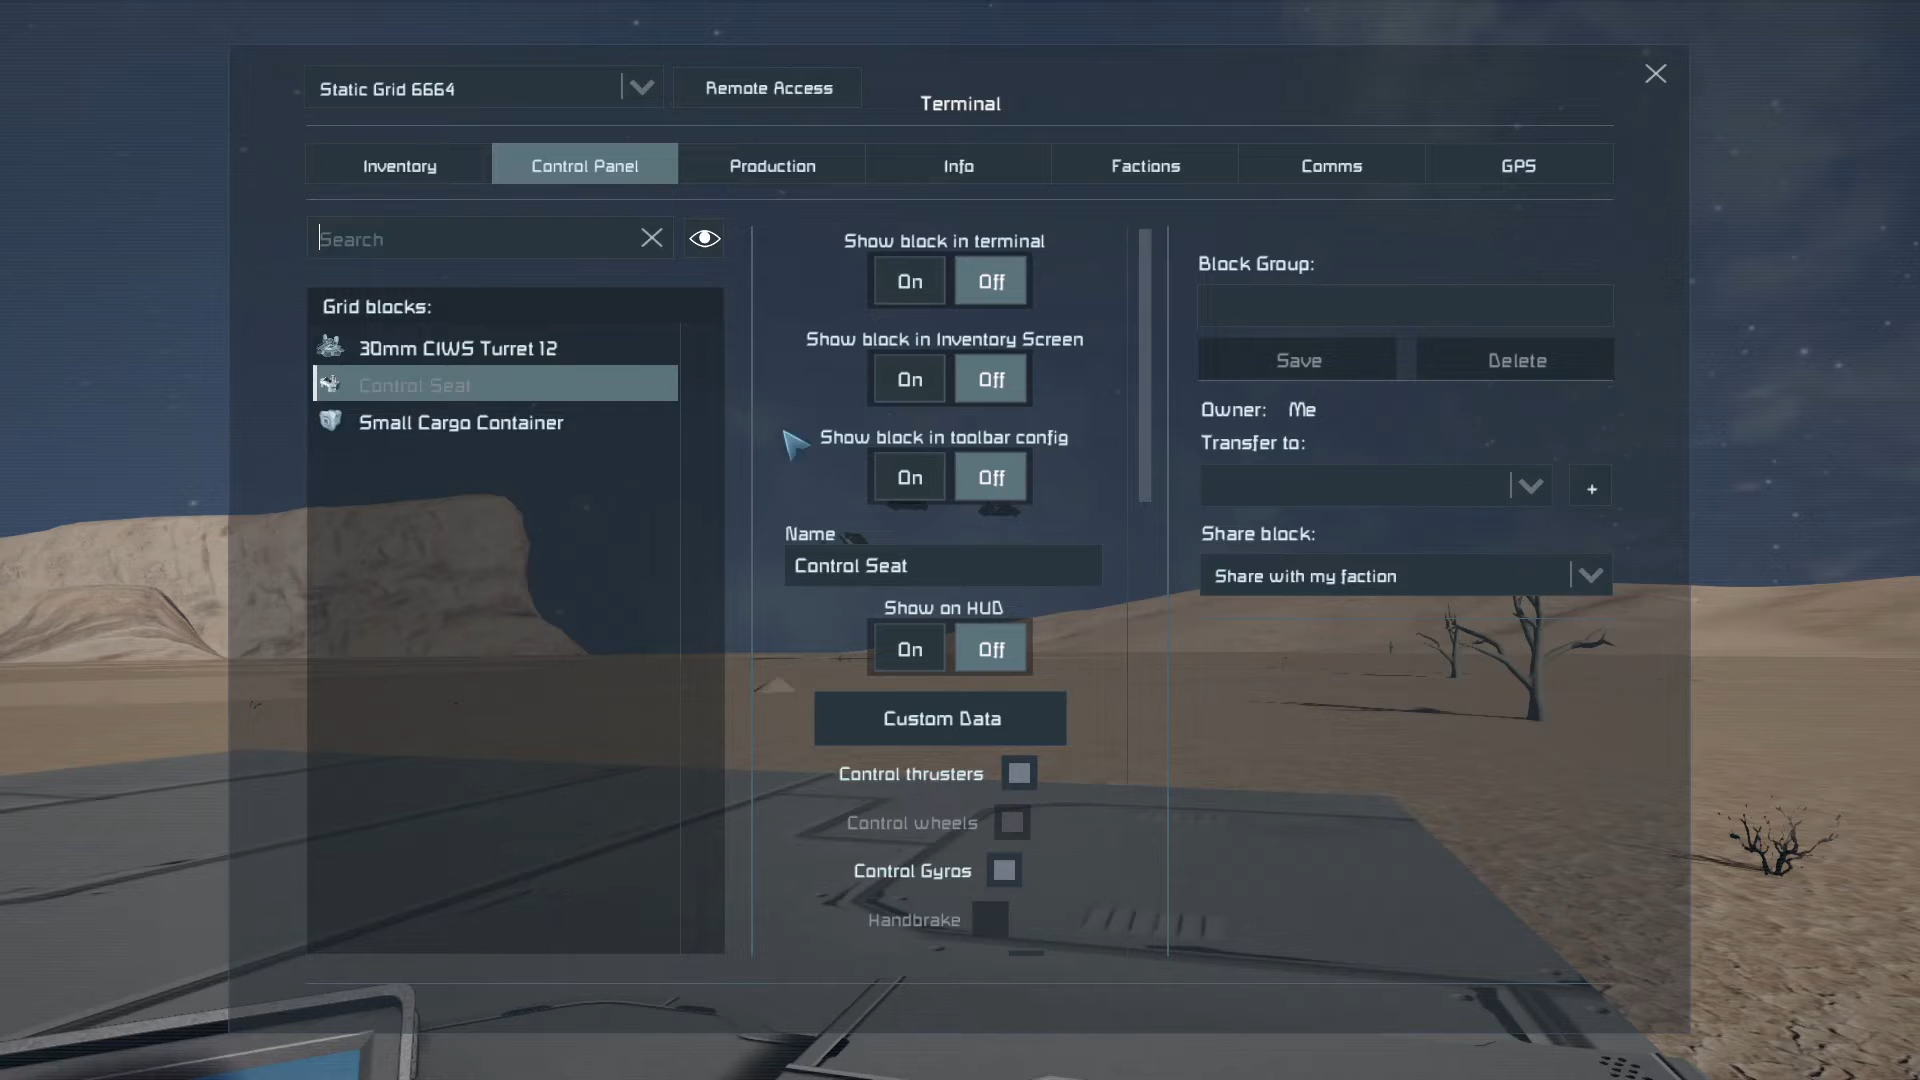 Static Grid 6664
Remote Access
Terminal
Inventory
Control Panel
Production
Info
Factions
Comms
GPS
Search
Grid blocks:
30mm CIWS Turret 12
Control Seat
Small Cargo Container
Show block in terminal
On
Off
Show block in Inventory Screen
On
Off
Show block in toolbar config
On
Off
Name
Control Seat
Show on HUD
On
Off
Custom Data
Control thrusters
Control wheels
Control Gyros
Handbrake
Block Group:
Save
Delete
Owner: Me
Transfer to:
+
Share block:
Share with my faction